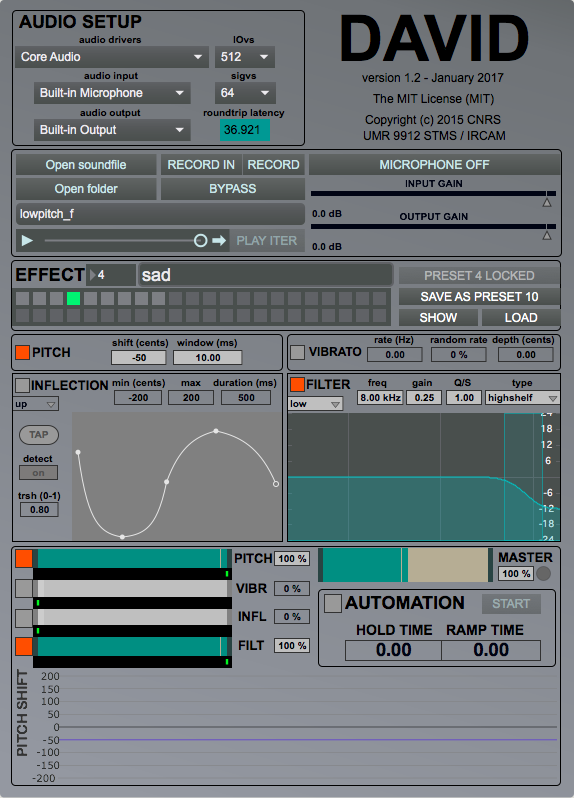 AUDIO SETUP
audio drivers IOvs
Core Audio 512
audio input sigvs
Built-in Microphone 64
audio output roundtrip latency
Built-in Output 36.921
DAVID
version 1.2 - January 2017
The MIT License (MIT)
Copyright (c) 2015 CNRS
UMR 9912 STMS / IRCAM
Open soundfile RECORD IN RECORD MICROPHONE OFF
Open folder BYPASS INPUT GAIN
lowpitch_f 0.0 dB
OUTPUT GAIN
PLAY ITER 0.0 dB
EFFECT 4 sad PRESET 4 LOCKED
SAVE AS PRESET 10
SHOW LOAD
shift (cents) window (ms)
PITCH -50 10.00
rate (Hz) random rate depth (cents)
VIBRATO 0.00 0 % 0.00
min (cents) max duration (ms)
INFLECTION -200 200 500
up
TAP
detect
on
trsh (0-1)
0.80
freq gain Q/S type
FILTER 8.00 kHz 0.25 1.00 highshelf
low
24
18
12
6
-6
-12
-18
-24
PITCH 100 %
VIBR 0 %
INFL 0 %
FILT 100 %
MASTER
100 %
AUTOMATION START
HOLD TIME RAMP TIME
0.00 0.00
PITCH SHIFT
200
150
100
50
0
-50
-100
-150
-200